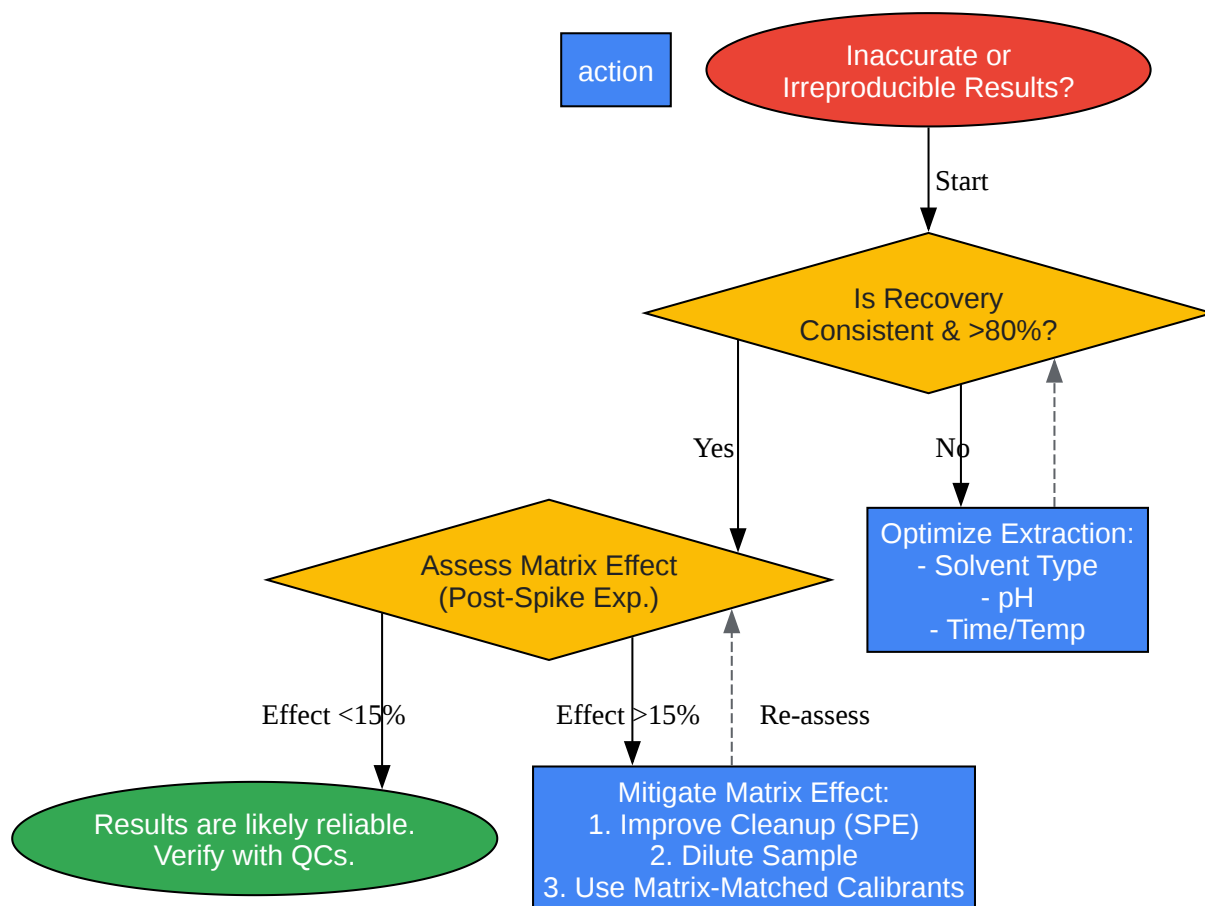 action
Inaccurate or
Irreproducible Results?
Start
Is Recovery
Consistent & >80%?
Yes
No
Optimize Extraction:
- Solvent Type
- pH
- Time/Temp
Assess Matrix Effect
(Post-Spike Exp.)
Effect <15%
Effect >15%
Re-assess
Results are likely reliable.
Verify with QCs.
Mitigate Matrix Effect:
1. Improve Cleanup (SPE)
2. Dilute Sample
3. Use Matrix-Matched Calibrants